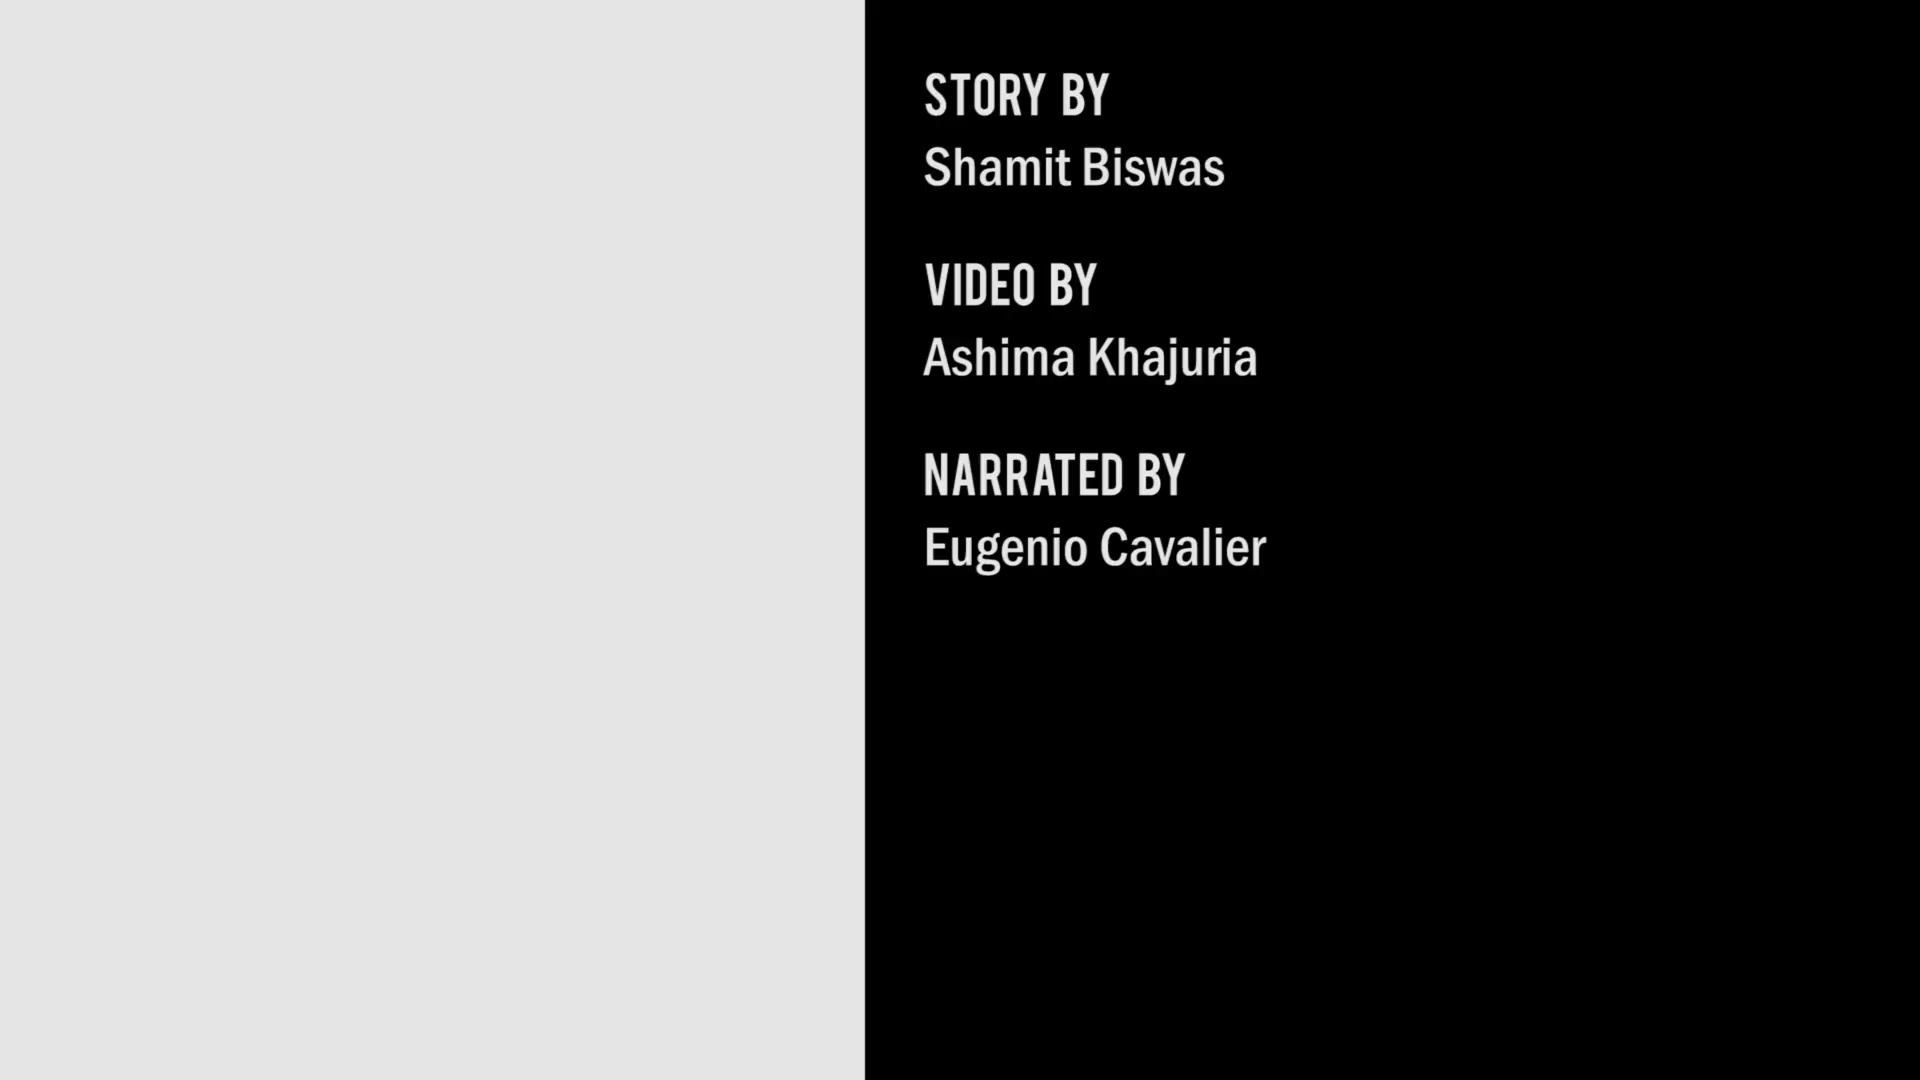 STORY BY
Shamit Biswas
VIDEO BY
Ashima Khajuria
NARRATED BY
Eugenio Cavalier